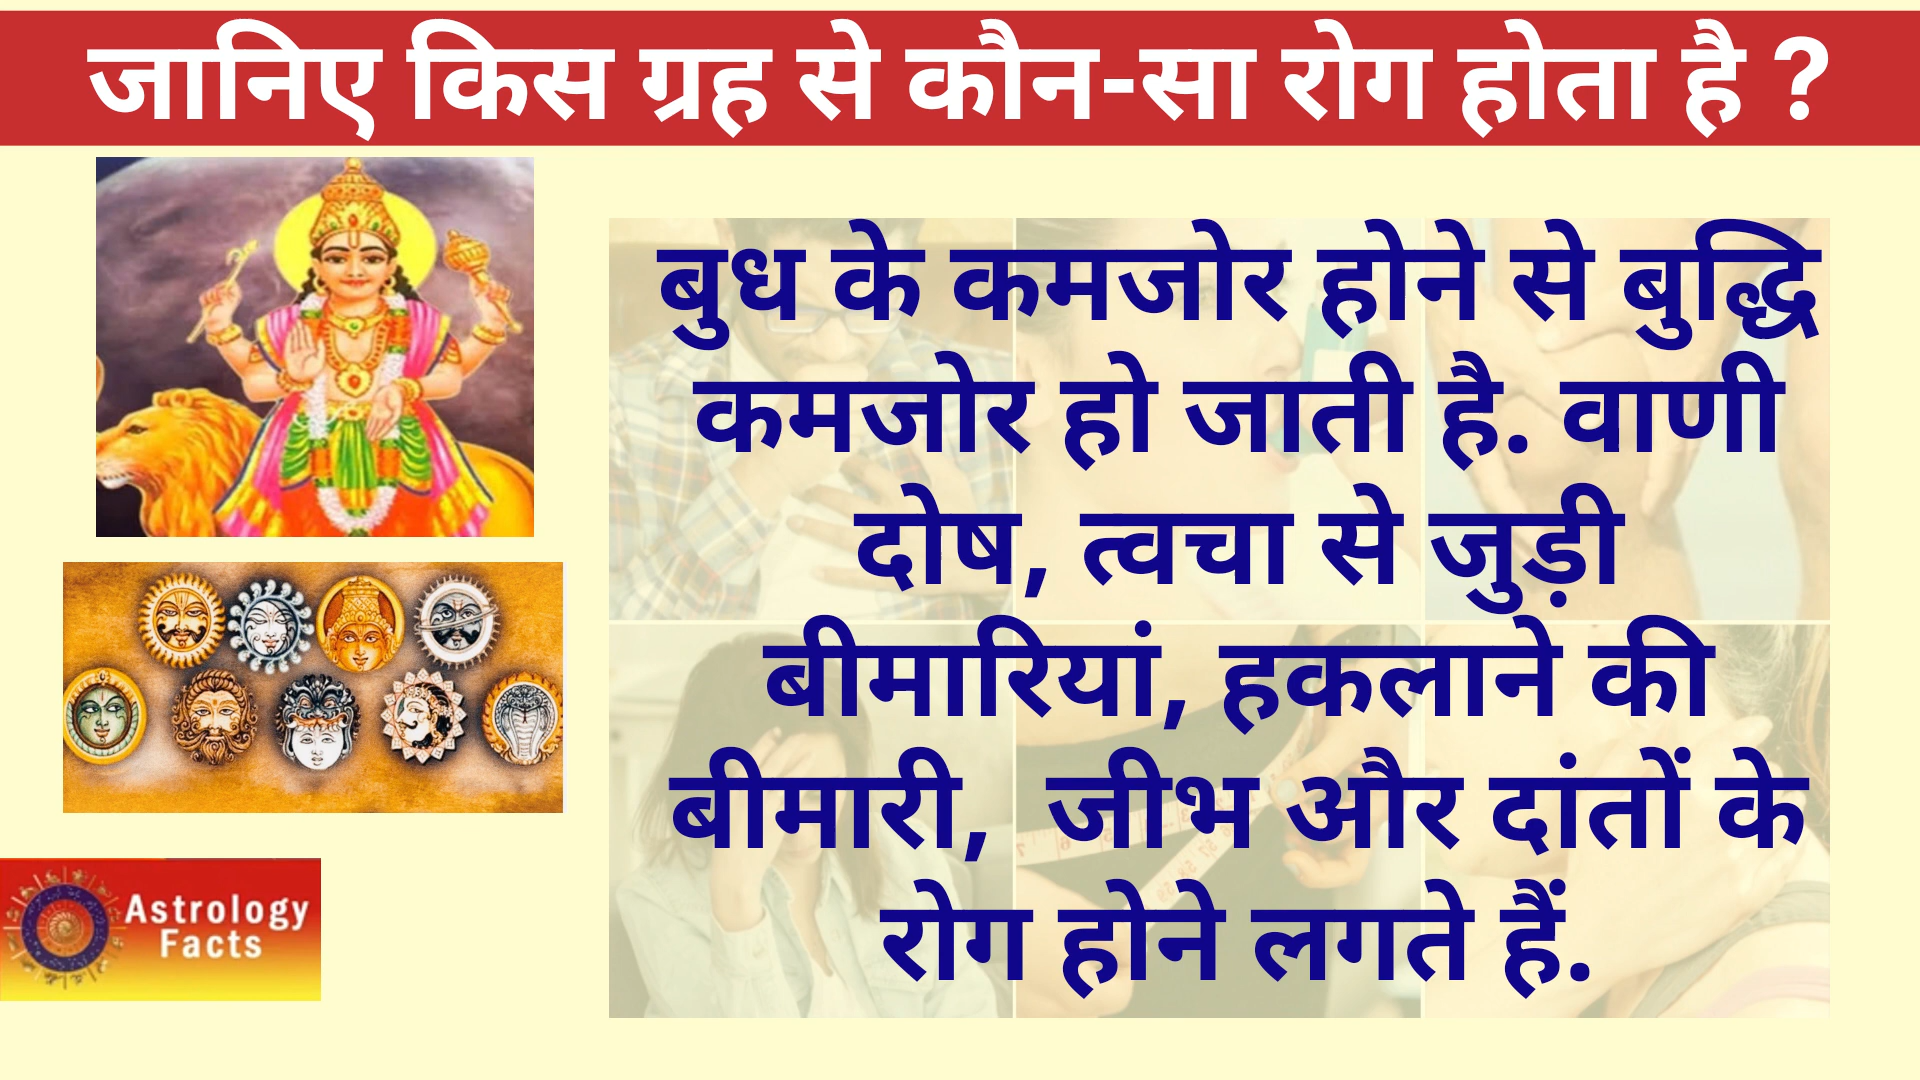 जानिए किस ग्रह से कौन-सा रोग होता है ?
बुध के कमजोर होने से बुद्धि
कमजोर हो जाती है. वाणी
दोष, त्वचा से जुड़ी
बीमारियां, हकलाने की
बीमारी,  जीभ और दांतों के
रोग होने लगते हैं.
Astrology
Facts